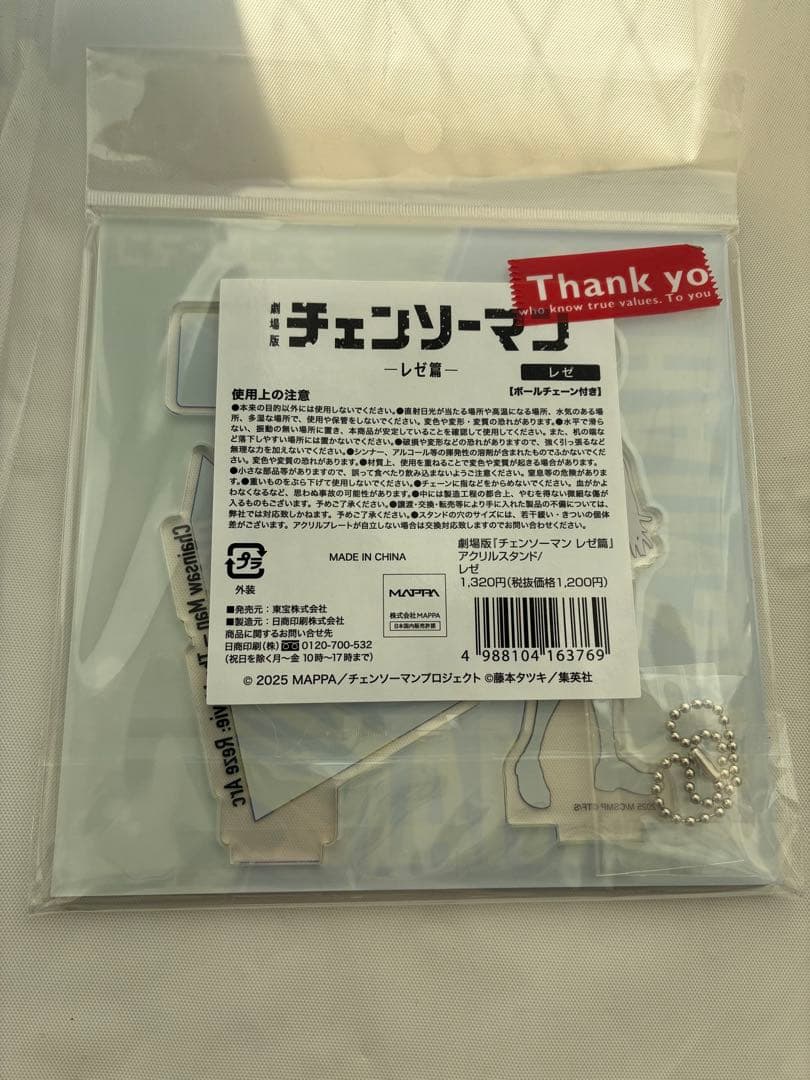 Thank yo
who know true values. To you
劇場版 チェンソーマン
―レゼ篇―
レゼ
【ボールチェーン付き】
使用上の注意
●本来の目的以外には使用しないでください。●直射日光が当たる場所や高温になる場所、水気のある場
所、多湿な場所で、使用や保管をしないでください。変色や変形・変質の恐れがあります。●水平で滑ら
ない、振動の無い場所に置き、本商品が安定していることを確認して使用してください。また、机の端な
ど落下しやすい場所には置かないでください。●破損や変形などの恐れがありますので、強く引っ張るなど
無理な力を加えないでください。●シンナー、アルコール等の揮発性の溶剤が含まれたものでふかないでくださ
い。変色や変質の恐れがあります。●材質上、使用を重ねることで変色や変質が起きる場合があります。
●小さな部品等がありますので、誤って食べたり飲み込まないようご注意ください。窒息等の危険がありま
す。●重いものをぶら下げて使用しないでください。●チェーンに指などをからめないでください。血がかよ
わなくなるなど、思わぬ事故の可能性があります。●中には製造工程の都合上、やむを得ない微細な傷が
入るものもございます。予めご了承ください。●譲渡・交換・転売等により手に入れた製品の不備については、
弊社では対応致しかねます。予めご了承ください。●スタンドの穴のサイズには、若干緩い・きついの個体
差がございます。アクリルプレートが自立しない場合は交換対応致しますのでお問い合わせください。
プラ
外装
MADE IN CHINA
劇場版『チェンソーマン レゼ篇』
アクリルスタンド/
レゼ
1,320円(税抜価格1,200円)
MAPPA
株式会社MAPPA
日本国内販売許諾
■発売元：東宝株式会社
■製造元：日商印刷株式会社
商品に関するお問い合せ先
日商印刷(株) 0120-700-532
(祝日を除く月～金 10時～17時まで)
4 988104 163769
© 2025 MAPPA／チェンソーマンプロジェクト ©藤本タツキ／集英社
Chainsaw Man – T
vie: Reze Arc
2025 M/CSMP ©TF/S